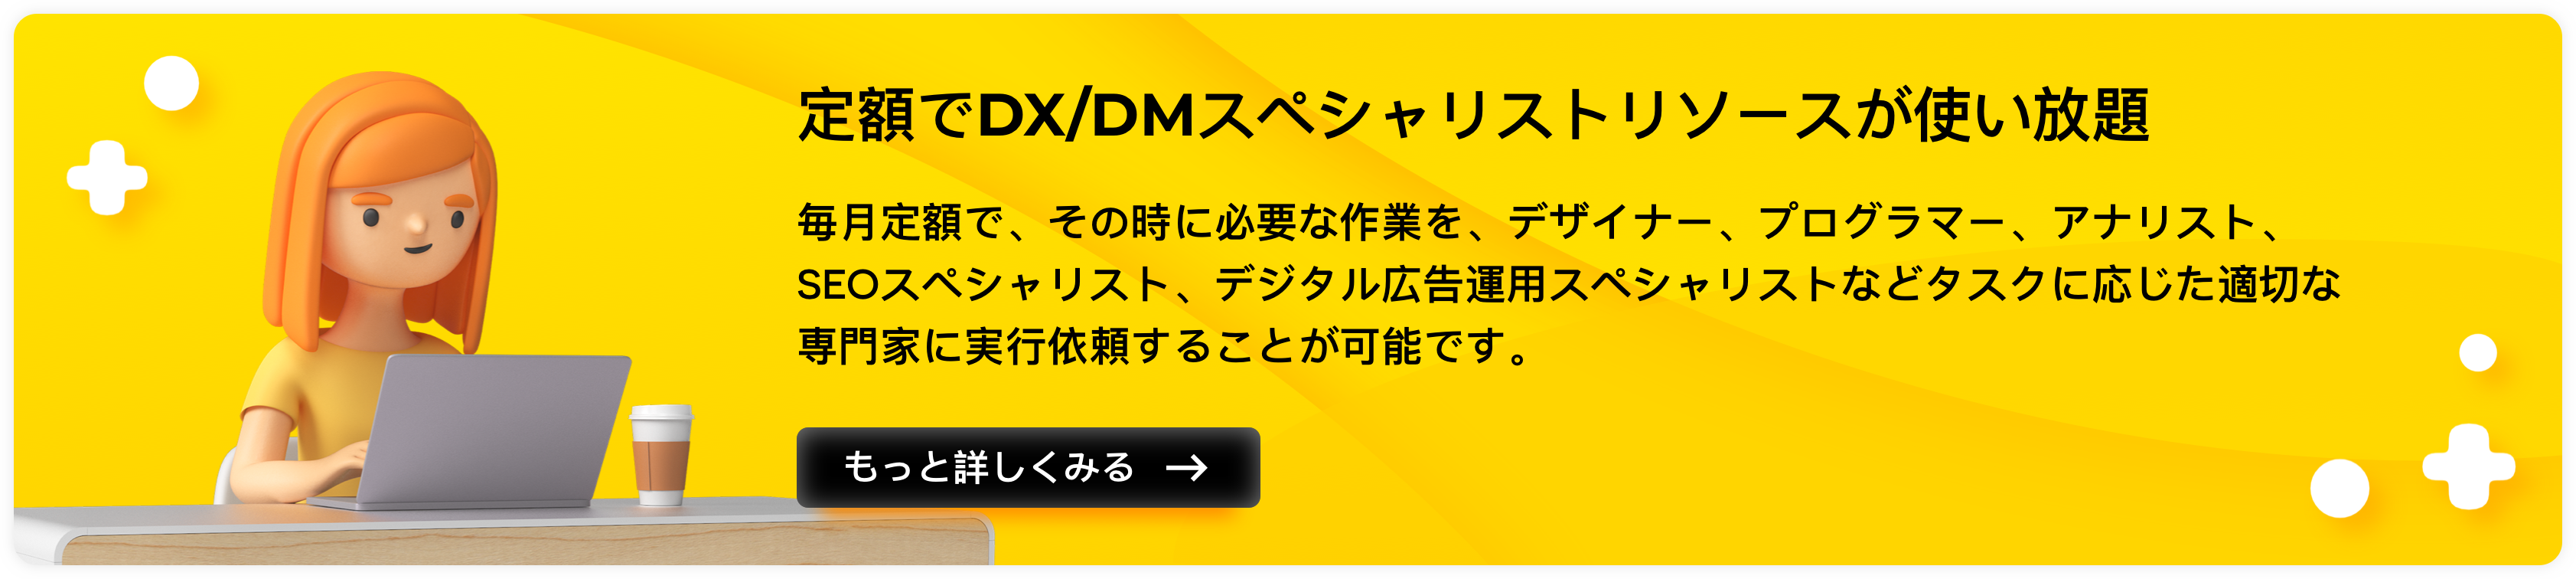 定額でDX/DMスペシャリストリソースが使い放題
毎月定額で、その時に必要な作業を、デザイナー、プログラマー、アナリスト、
SEOスペシャリスト、デジタル広告運用スペシャリストなどタスクに応じた適切な
専門家に実行依頼することが可能です。
もっと詳しくみる →